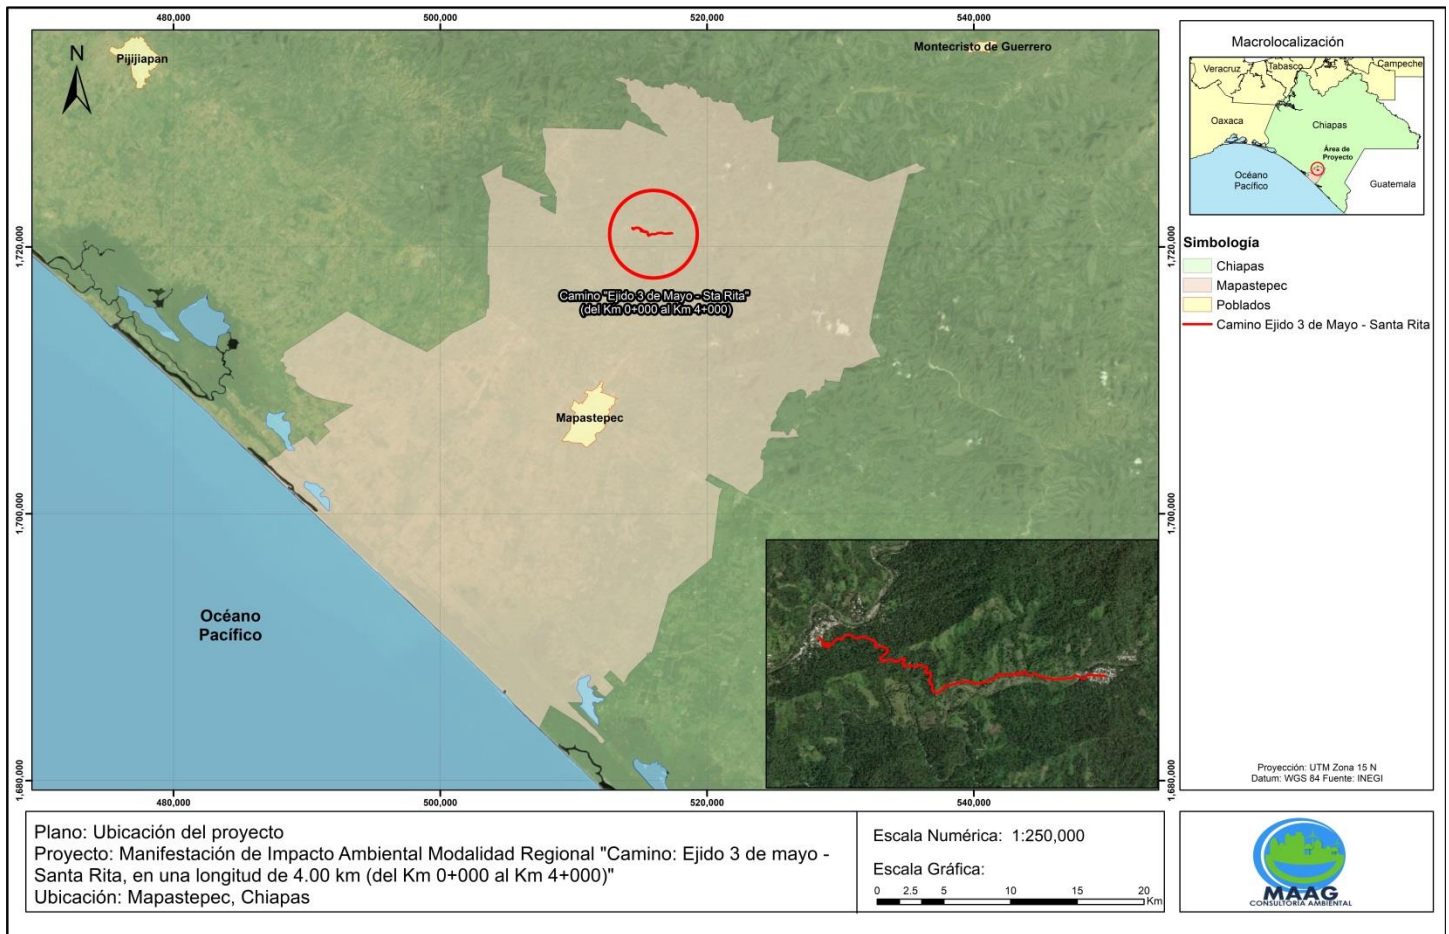 480,000
500,000
520,000
540,000
N
Pijijiapan
Montecristo de Guerrero
1,720,000
1,720,000
Camino "Ejido 3 de Mayo - Sta Rita"
(del Km 0+000 al Km 4+000)
Mapastepec
1,700,000
1,700,000
Océano
Pacífico
1,680,000
1,680,000
480,000
500,000
520,000
540,000
Macrolocalización
Veracruz
Tabasco
Campeche
Oaxaca
Chiapas
Área de
Proyecto
Océano
Pacífico
Guatemala
Simbología
Chiapas
Mapastepec
Poblados
Camino Ejido 3 de Mayo - Santa Rita
Proyección: UTM Zona 15 N
Datum: WGS 84 Fuente: INEGI
Plano: Ubicación del proyecto
Proyecto: Manifestación de Impacto Ambiental Modalidad Regional "Camino: Ejido 3 de mayo -
Santa Rita, en una longitud de 4.00 km (del Km 0+000 al Km 4+000)"
Ubicación: Mapastepec, Chiapas
Escala Numérica: 1:250,000
Escala Gráfica:
0 2.5 5 10 15 20
Km
MAAG
CONSULTORIA AMBIENTAL